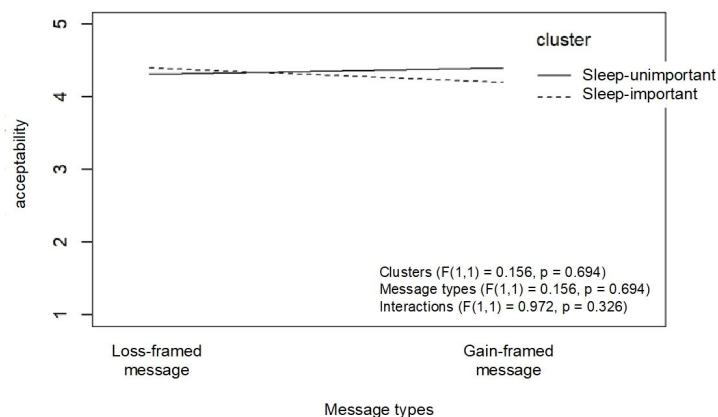 5
4
3
2
1
acceptability
cluster
Sleep-unimportant
Sleep-important
Clusters (F(1,1) = 0.156, p = 0.694)
Message types (F(1,1) = 0.156, p = 0.694)
Interactions (F(1,1) = 0.972, p = 0.326)
Loss-framed
message
Gain-framed
message
Message types